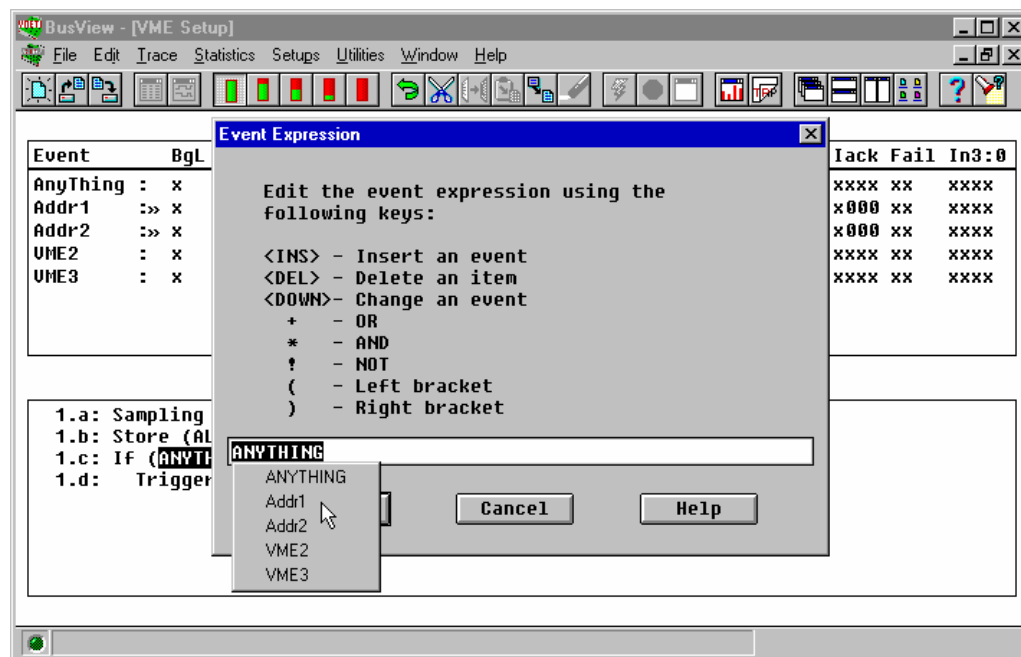 BusView - [VME Setup]
File Edit Trace Statistics Setups Utilities Window Help
Event Expression
Event BgL Iack Fail In3:0
AnyThing : x xxxx xx xxxx
Addr1 :» x x000 xx xxxx
Addr2 :» x x000 xx xxxx
VME2 : x xxxx xx xxxx
VME3 : x xxxx xx xxxx
Edit the event expression using the
following keys:
<INS> - Insert an event
<DEL> - Delete an item
<DOWN>- Change an event
+ - OR
* - AND
! - NOT
( - Left bracket
) - Right bracket
1.a: Sampling
1.b: Store (AL
1.c: If (ANYTH
1.d: Trigger
ANYTHING
ANYTHING
Addr1
Addr2
VME2
VME3
Cancel Help